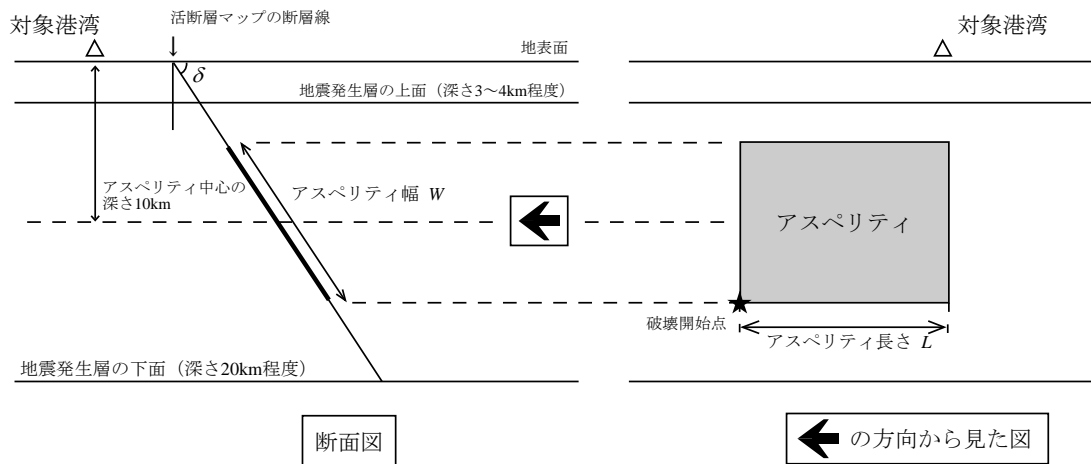 対象港湾
活断層マップの断層線
対象港湾
地表面
δ
地震発生層の上面（深さ3～4km程度）
アスペリティ中心の
深さ10km
アスペリティ幅 W
アスペリティ
破壊開始点
アスペリティ長さ L
地震発生層の下面（深さ20km程度）
断面図
の方向から見た図